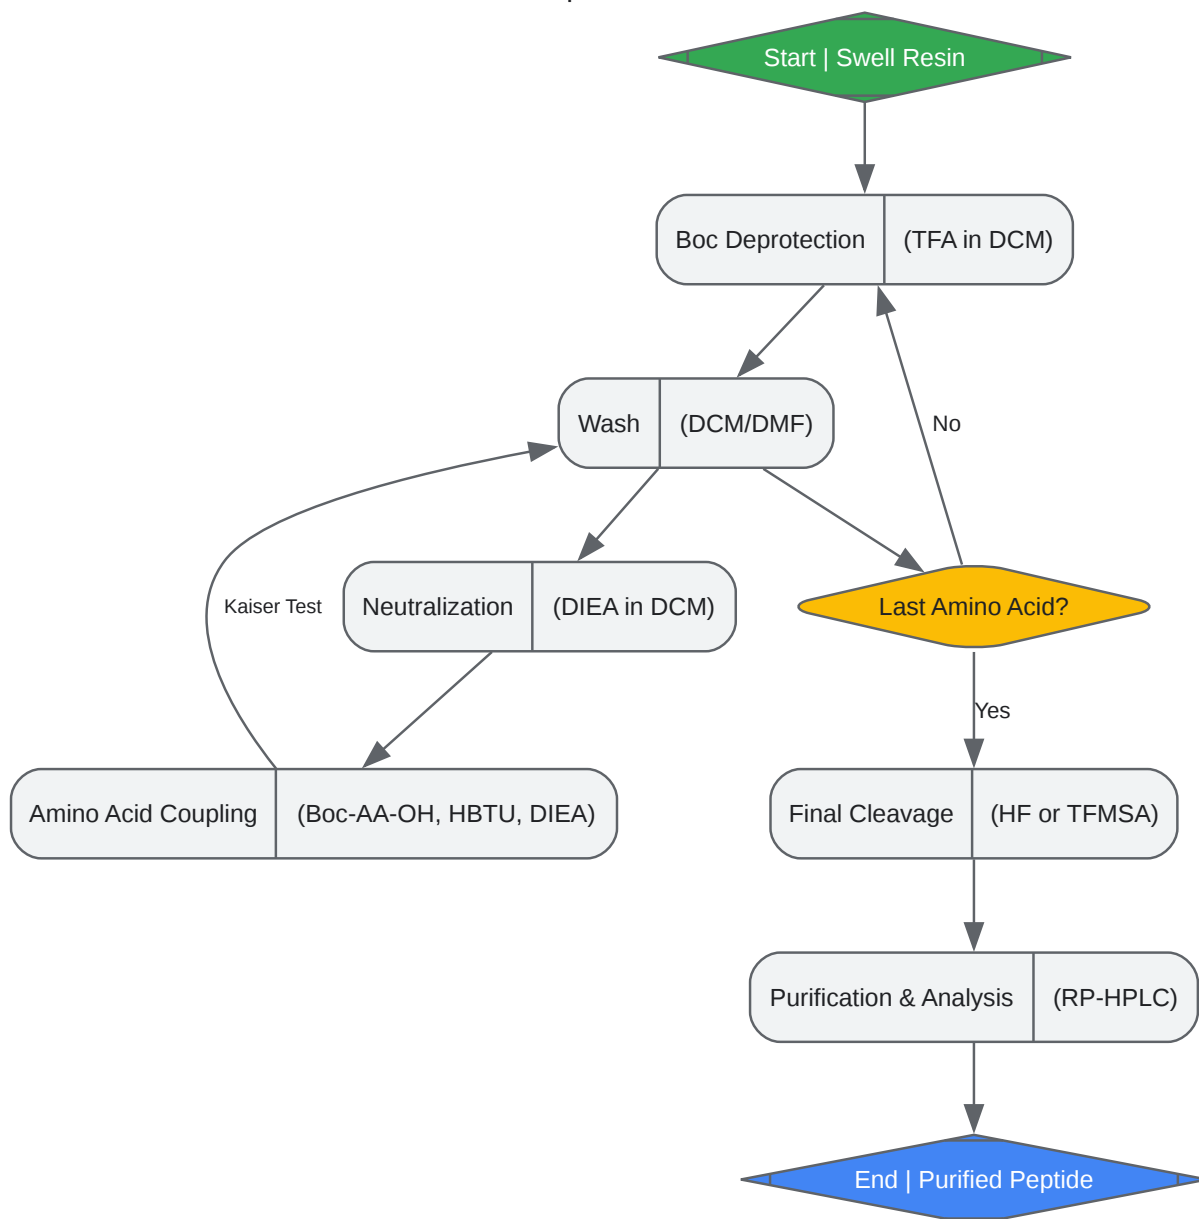 Start | Swell Resin
Boc Deprotection
(TFA in DCM)
Wash
(DCM/DMF)
No
Neutralization
(DIEA in DCM)
Kaiser Test
Last Amino Acid?
Yes
Amino Acid Coupling
(Boc-AA-OH, HBTU, DIEA)
Final Cleavage
(HF or TFMSA)
Purification & Analysis
(RP-HPLC)
End | Purified Peptide